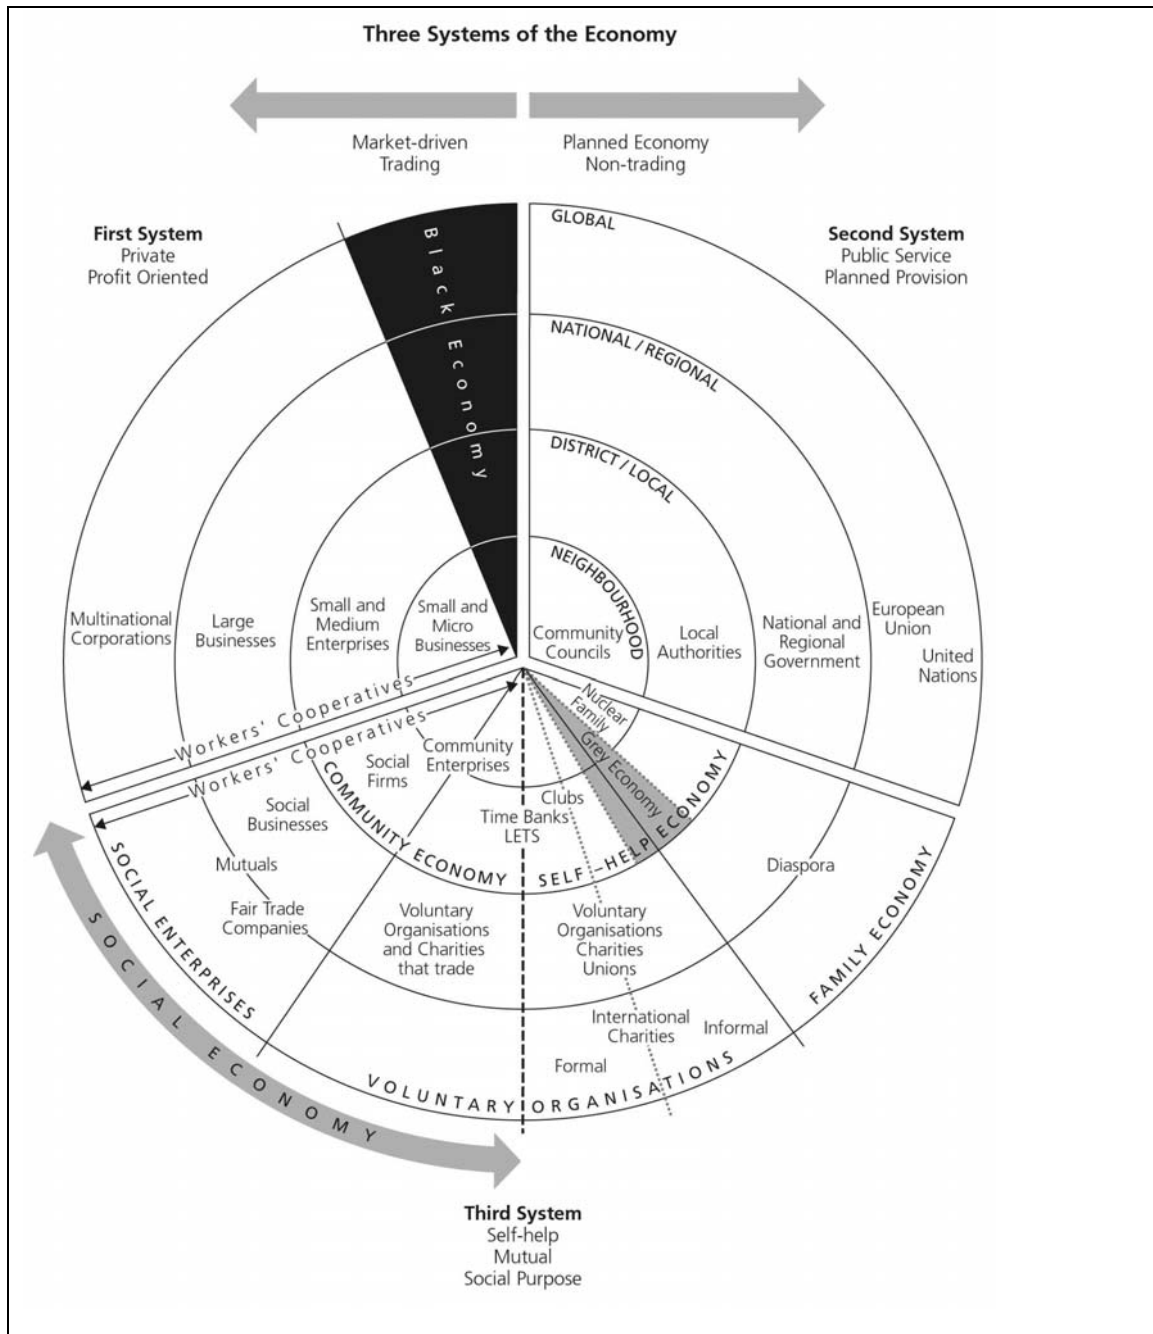 Three Systems of the Economy
Market-driven
Trading
Planned Economy
Non-trading
First System
Private
Profit Oriented
Second System
Public Service
Planned Provision
Black Economy
GLOBAL
NATIONAL / REGIONAL
DISTRICT / LOCAL
NEIGHBOURHOOD
Multinational
Corporations
Large
Businesses
Small and
Medium
Enterprises
Small and
Micro
Businesses
Community
Councils
Local
Authorities
National and
Regional
Government
European
Union
United
Nations
Workers' Cooperatives
Workers' Cooperatives
Nuclear
Family
Grey Economy
Community
Enterprises
Social
Firms
Social
Businesses
Mutuals
Fair Trade
Companies
Clubs
Time Banks
LETS
COMMUNITY ECONOMY
SELF-HELP ECONOMY
Diaspora
Voluntary
Organisations
and Charities
that trade
Voluntary
Organisations
Charities
Unions
International
Charities
Informal
Formal
SOCIAL ENTERPRISES
VOLUNTARY ORGANISATIONS
FAMILY ECONOMY
SOCIAL ECONOMY
Third System
Self-help
Mutual
Social Purpose